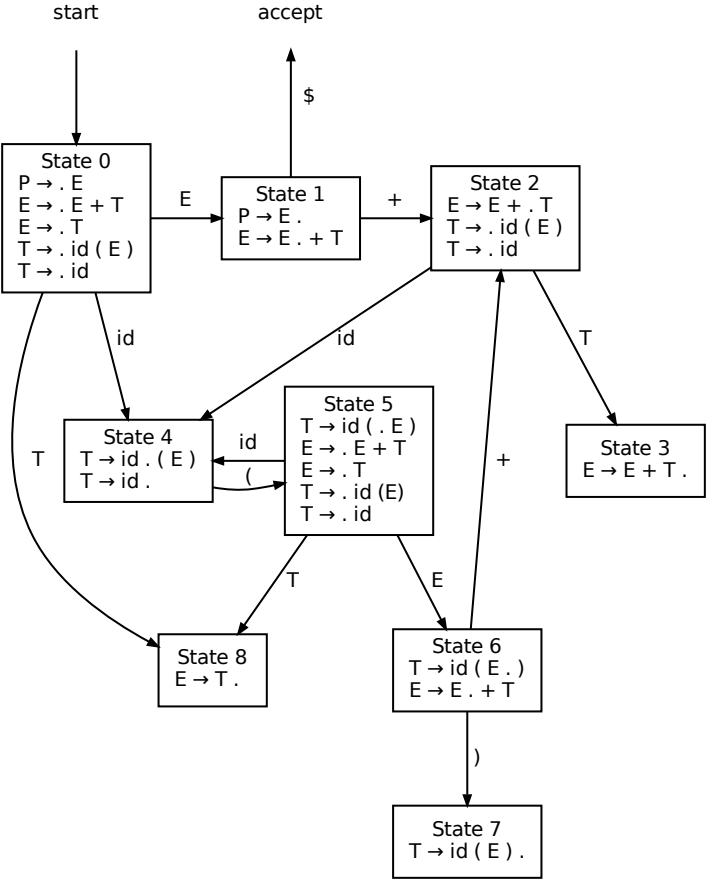 start
accept
$
State 0
P → . E
E → . E + T
E → . T
T → . id ( E )
T → . id
E
State 1
P → E .
E → E . + T
+
State 2
E → E + . T
T → . id ( E )
T → . id
id
id
T
T
State 4
T → id . ( E )
T → id .
id
(
State 5
T → id ( . E )
E → . E + T
E → . T
T → . id (E)
T → . id
State 3
E → E + T .
+
T
E
State 8
E → T .
State 6
T → id ( E . )
E → E . + T
)
State 7
T → id ( E ) .